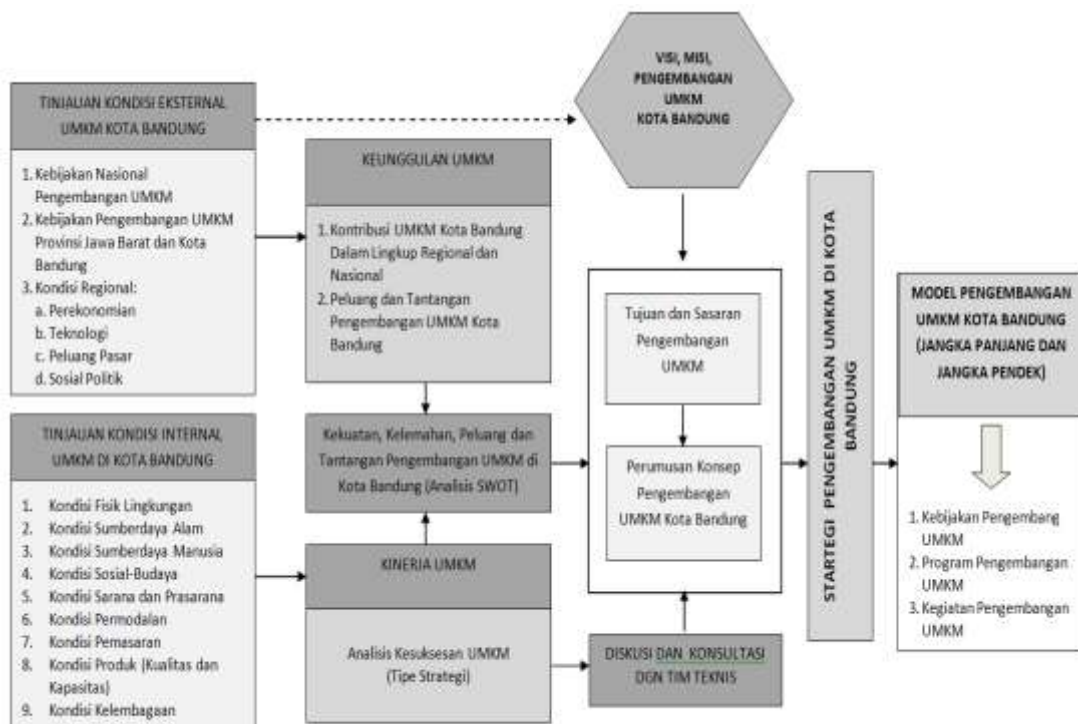 VISI, MISI,
PENGEMBANGAN
UMKM
KOTA BANDUNG
TINJAUAN KONDISI EKSTERNAL
UMKM KOTA BANDUNG
1. Kebijakan Nasional
Pengembangan UMKM
2. Kebijakan Pengembangan UMKM
Provinsi Jawa Barat dan Kota
Bandung
3. Kondisi Regional:
a. Perekonomian
b. Teknologi
c. Peluang Pasar
d. Sosial Politik
KEUNGGULAN UMKM
1. Kontribusi UMKM Kota Bandung
Dalam Lingkup Regional dan
Nasional
2. Peluang dan Tantangan
Pengembangan UMKM Kota
Bandung
TINJAUAN KONDISI INTERNAL
UMKM DI KOTA BANDUNG
1. Kondisi Fisik Lingkungan
2. Kondisi Sumberdaya Alam
3. Kondisi Sumberdaya Manusia
4. Kondisi Sosial-Budaya
5. Kondisi Sarana dan Prasarana
6. Kondisi Permodalan
7. Kondisi Pemasaran
8. Kondisi Produk (Kualitas dan
Kapasitas)
9. Kondisi Kelembagaan
Kekuatan, Kelemahan, Peluang dan
Tantangan Pengembangan UMKM di
Kota Bandung (Analisis SWOT)
KINERJA UMKM
Analisis Kesuksesan UMKM
(Tipe Strategi)
Tujuan dan Sasaran
Pengembangan
UMKM
Perumusan Konsep
Pengembangan
UMKM Kota Bandung
DISKUSI DAN KONSULTASI
DGN TIM TEKNIS
STARTEGI PENGEMBANGAN UMKM DI KOTA
BANDUNG
MODEL PENGEMBANGAN
UMKM KOTA BANDUNG
(JANGKA PANJANG DAN
JANGKA PENDEK)
1. Kebijakan Pengembang
UMKM
2. Program Pengembangan
UMKM
3. Kegiatan Pengembangan
UMKM